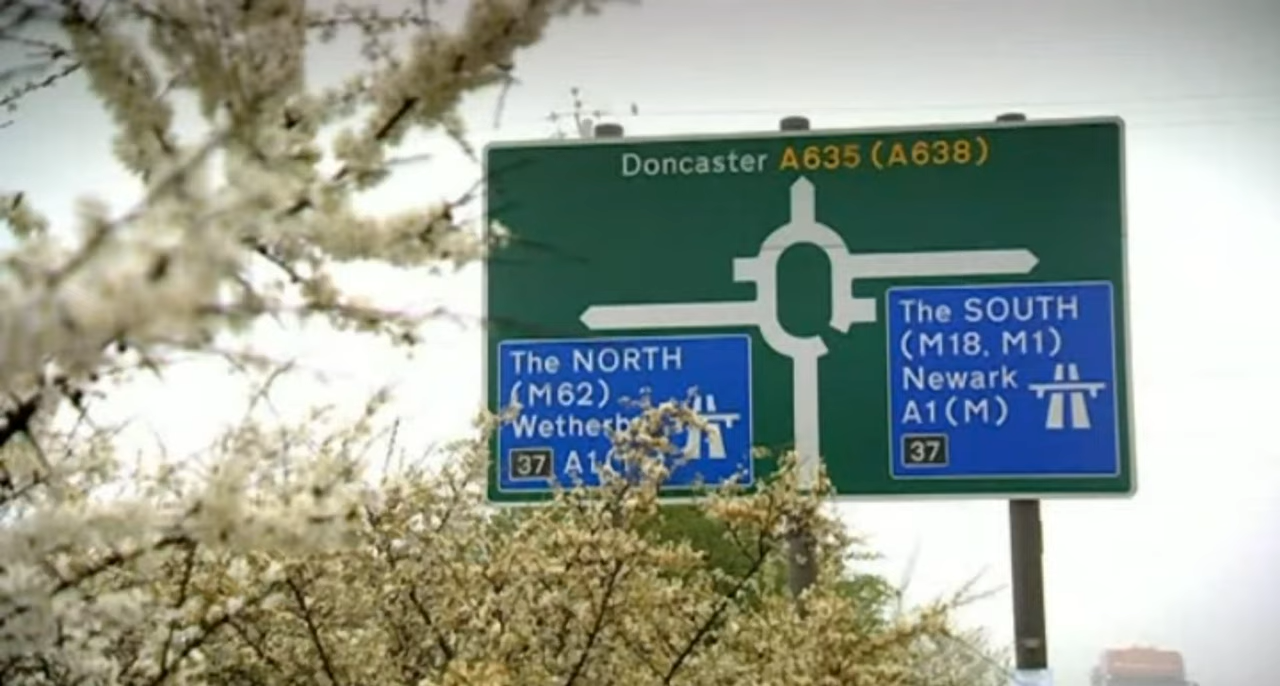 Doncaster A635 (A638)
The NORTH
(M62)
37
The SOUTH
(M18, M1)
Newark
A1(M)
37